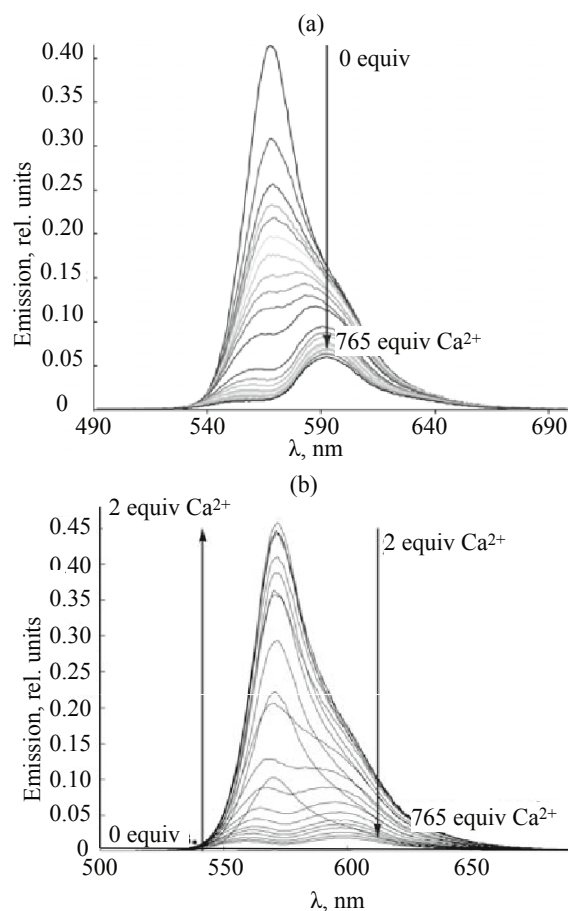 (a)
0.40
0 equiv
0.35
0.30
0.25
0.20
0.15
0.10
765 equiv Ca²⁺
0.05
0
Emission, rel. units
490 540 590 640 690
λ, nm
(b)
2 equiv Ca²⁺
0.45
2 equiv Ca²⁺
0.40
0.35
0.30
0.25
0.20
0.15
0.10
0.05
765 equiv Ca²⁺
0 equiv
0
Emission, rel. units
500 550 600 650
λ, nm